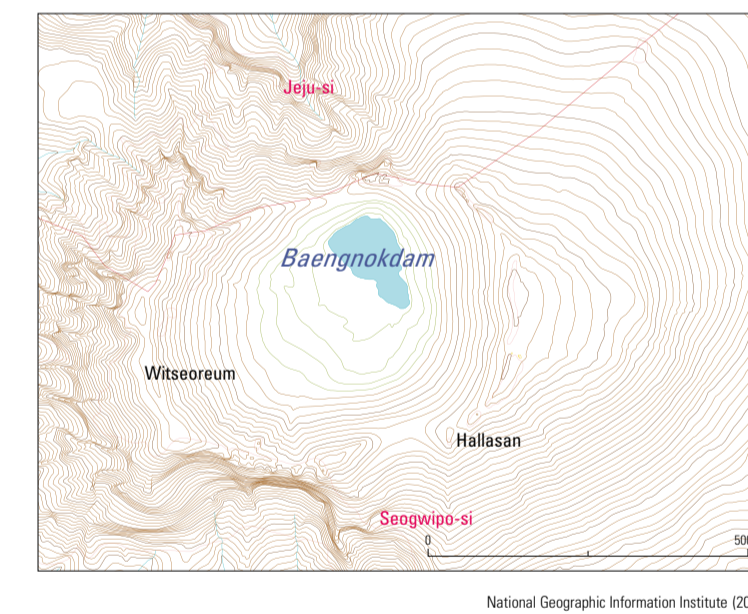 Jeju-si
Baengnokdam
Witseoreum
Hallasan
Seogwipo-si
0
National Geographic Information Institute